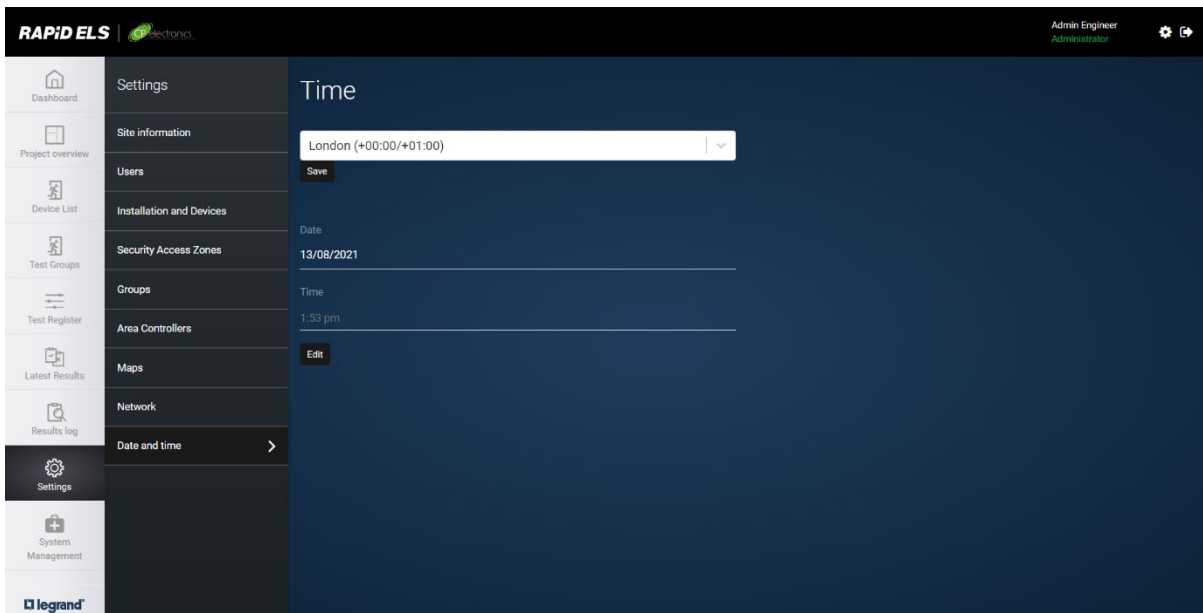 RAPiD ELS
CP electronics
Admin Engineer
Administrator
Dashboard
Project overview
Device List
Test Groups
Test Register
Latest Results
Results log
Settings
System
Management
legrand®
Settings
Site information
Users
Installation and Devices
Security Access Zones
Groups
Area Controllers
Maps
Network
Date and time
Time
London (+00:00/+01:00)
Save
Date
13/08/2021
Time
1:53 pm
Edit